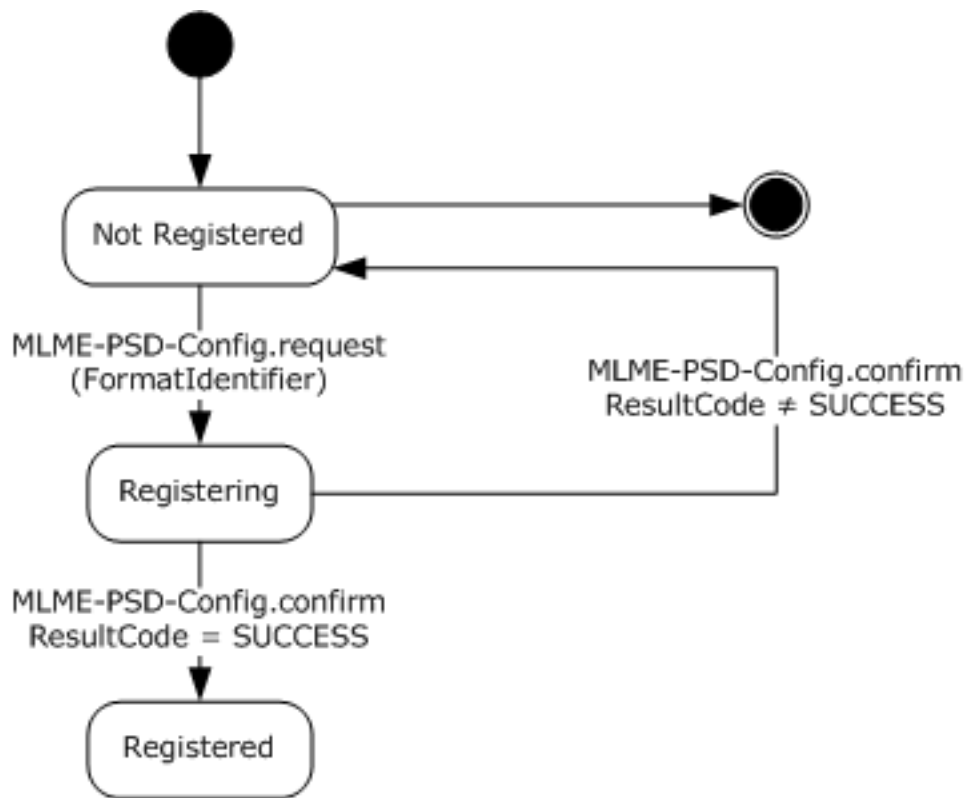 Not Registered
MLME-PSD-Config.request
(FormatIdentifier)
MLME-PSD-Config.confirm
ResultCode ≠ SUCCESS
Registering
MLME-PSD-Config.confirm
ResultCode = SUCCESS
Registered